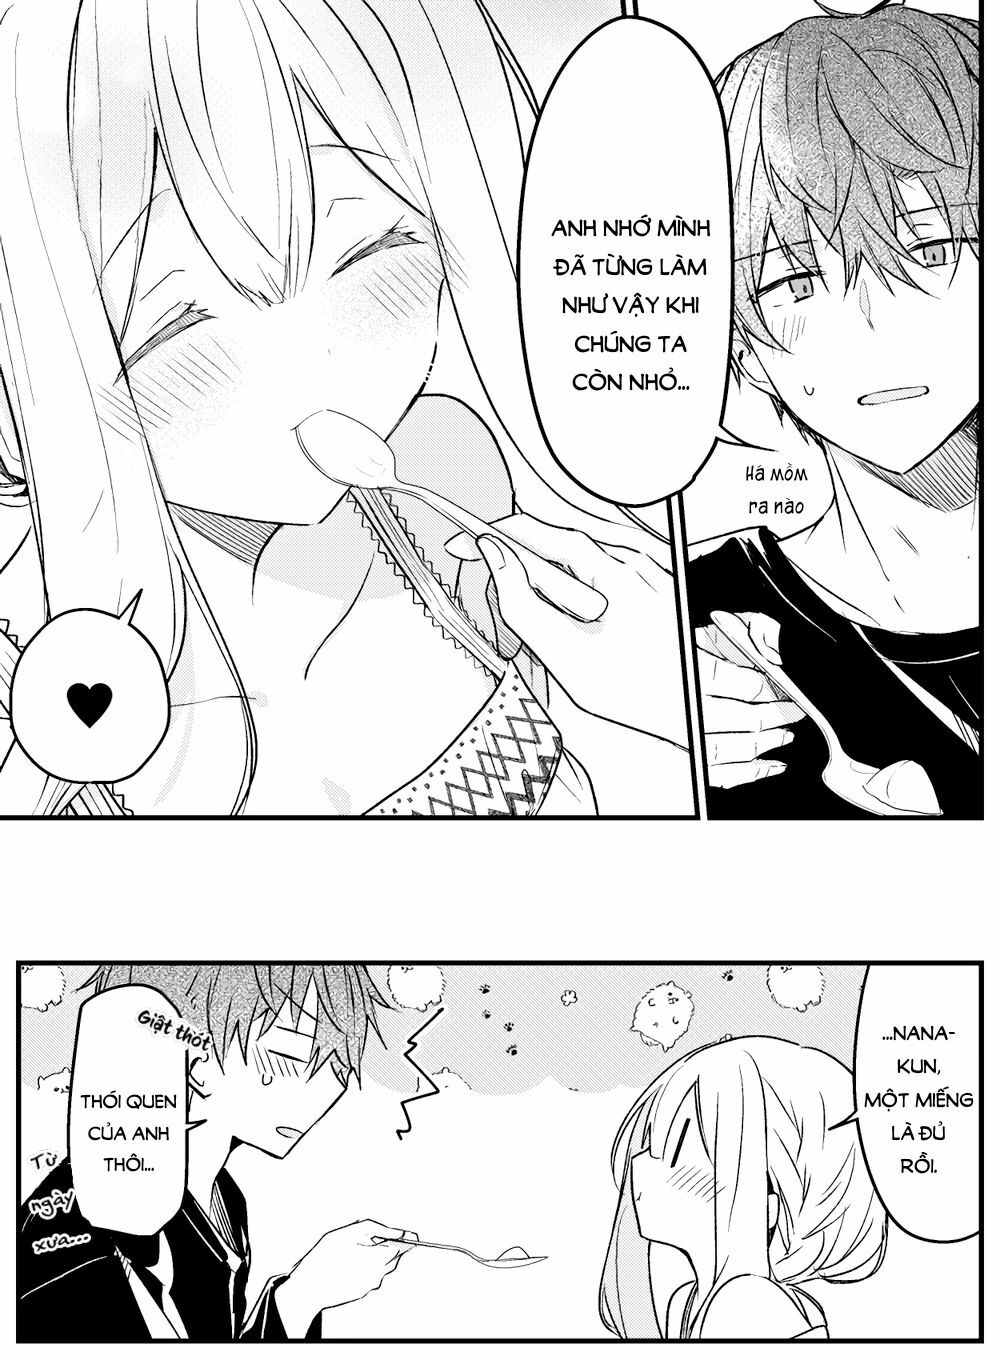 ANH NHỚ MÌNH
ĐÃ TỪNG LÀM
NHƯ VẬY KHI
CHÚNG TA
CÒN NHỎ...
Há mồm
ra nào
...NANA-
KUN,
MỘT MIẾNG
LÀ ĐỦ
RỒI.
Giật thót
THÓI QUEN
CỦA ANH
THÔI...
Từ
ngày
xưa...